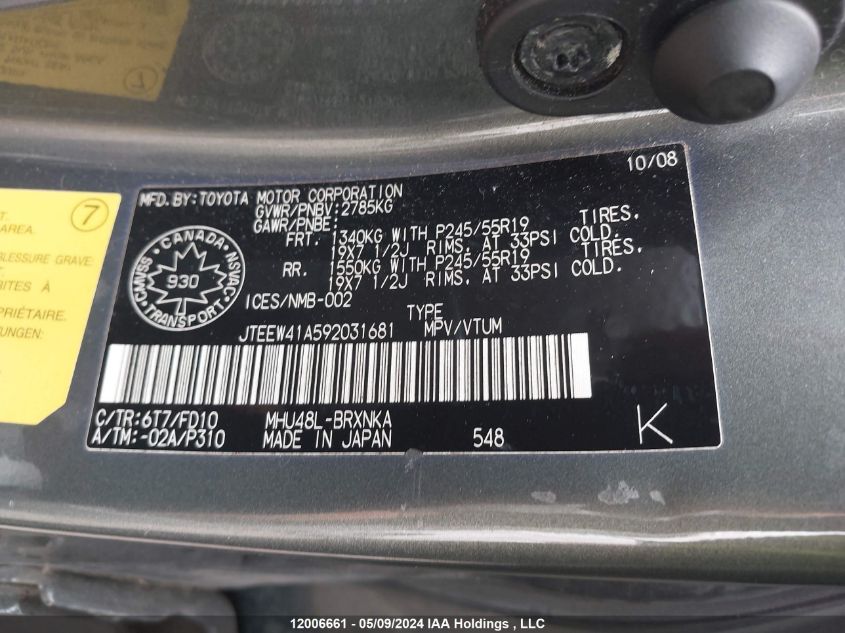 10/08
MFD. BY: TOYOTA MOTOR CORPORATION
GVWR/PNBV: 2785KG
GAWR/PNBE:
FRT. 1340KG WITH P245/55R19 TIRES.
19X7 1/2J RIMS, AT 33PSI COLD.
RR. 1550KG WITH P245/55R19 TIRES.
19X7 1/2J RIMS, AT 33PSI COLD.
ICES/NMB-002
CANADA
CMVSS NSVAC
930
TRANSPORT
TYPE
JTEEW41A592031681 MPV/VTUM
C/TR: 6T7/FD10 MHU48L-BRXNKA
A/TM: -02A/P310 MADE IN JAPAN 548 K
7
T.
AREA.
BLESSURE GRAVE
T.
BITES À
PRIÉTAIRE.
UNGEN:
12006661 - 05/09/2024 IAA Holdings , LLC